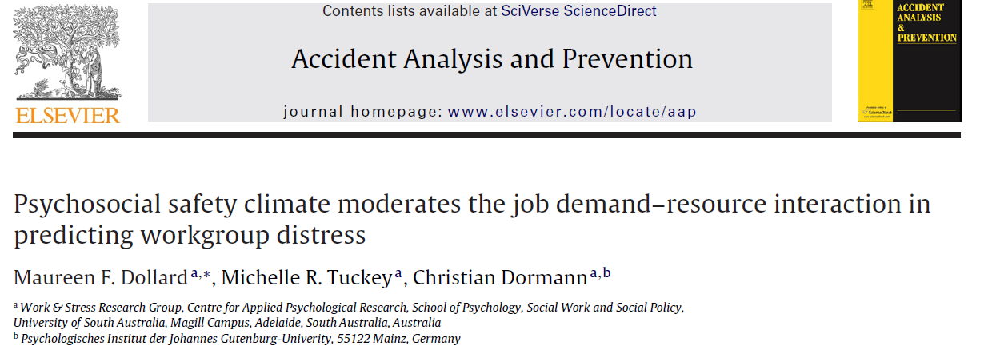 Contents lists available at SciVerse ScienceDirect
Accident Analysis and Prevention
journal homepage: www.elsevier.com/locate/aap
ELSEVIER
ACCIDENT
ANALYSIS
&
PREVENTION
ScienceDirect
Psychosocial safety climate moderates the job demand–resource interaction in
predicting workgroup distress
Maureen F. Dollard a,*, Michelle R. Tuckey a, Christian Dormann a,b
a Work & Stress Research Group, Centre for Applied Psychological Research, School of Psychology, Social Work and Social Policy,
University of South Australia, Magill Campus, Adelaide, South Australia, Australia
b Psychologisches Institut der Johannes Gutenburg-Univerity, 55122 Mainz, Germany